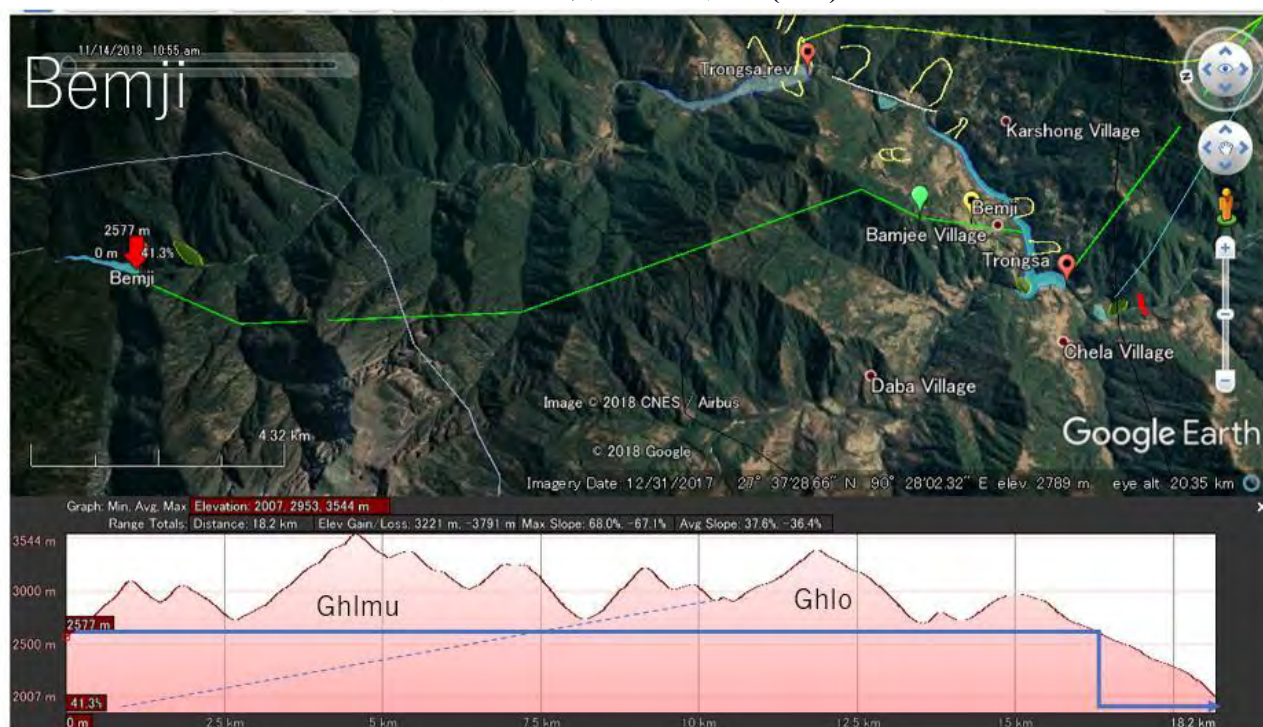 11/14/2018 10:55 am
Bemji
Trongsa rev
Karshong Village
Bemji
Bamjee Village
Trongsa
2577 m
0 m 41.3%
Bemji
Chela Village
Daba Village
Image © 2018 CNES / Airbus
4.32 Km
© 2018 Google
Google Earth
Imagery Date: 12/31/2017 27° 37'28.66" N 90° 28'02.32" E elev 2789 m eye alt 20.35 km
Graph: Min, Avg, Max Elevation: 2007, 2953, 3544 m
Range Totals: Distance: 18.2 km Elev Gain/Loss: 3221 m, -3791 m Max Slope: 68.0%, -67.1% Avg Slope: 37.6%, -36.4%
3544 m
3000 m
Ghlmu
Ghlo
2577 m
2500 m
2007 m
41.3%
0 m 2.5 km 5 km 7.5 km 10 km 12.5 km 15 km 18.2 km